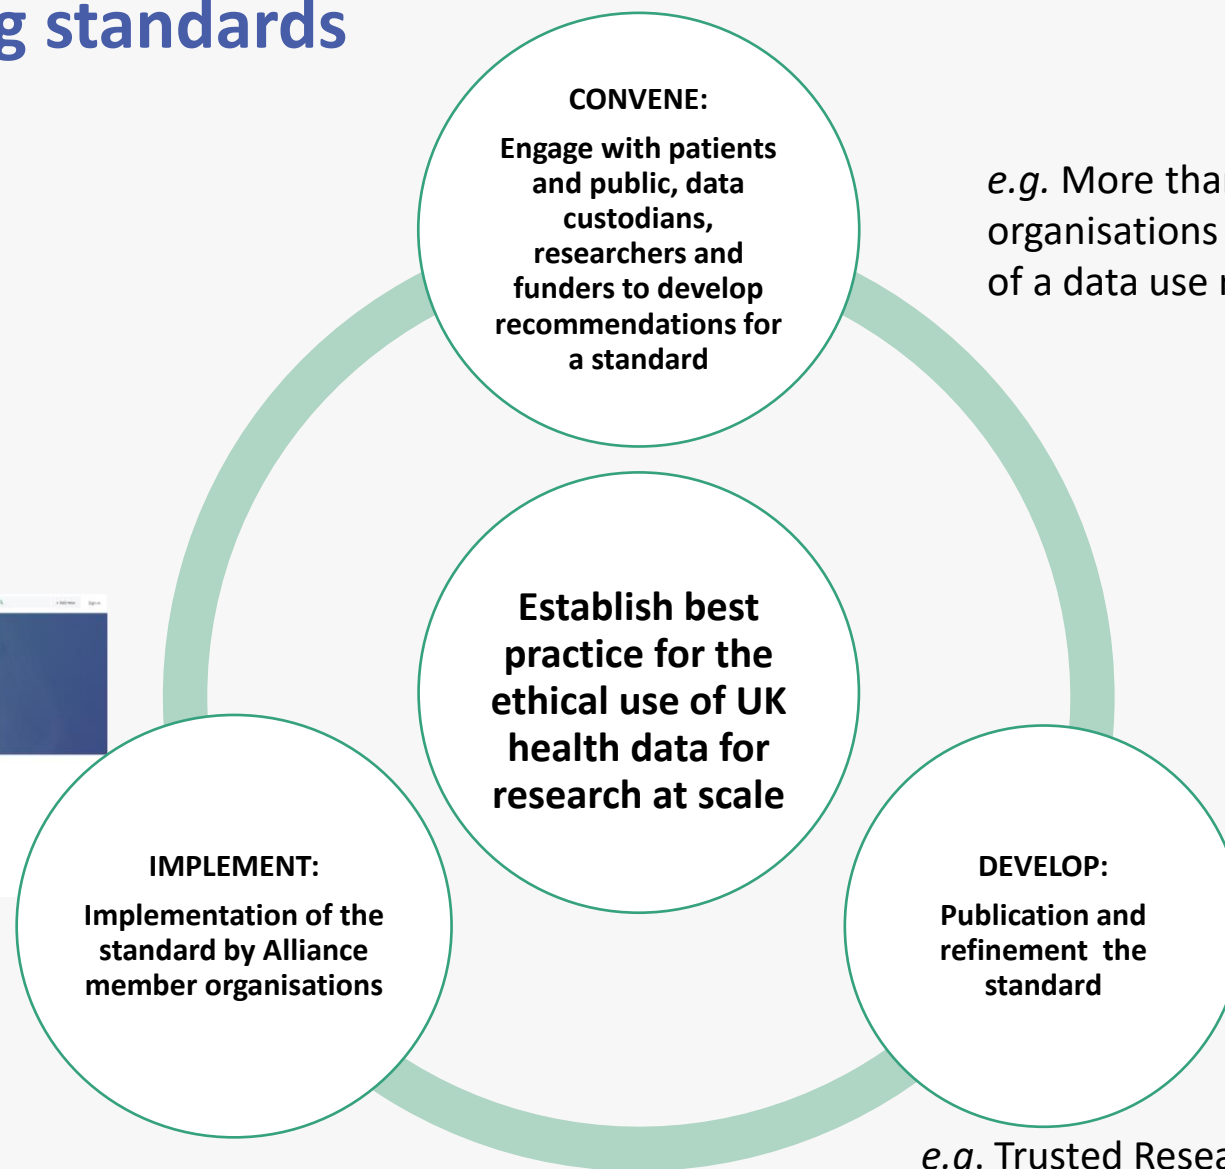 g standards
CONVENE:
Engage with patients
and public, data
custodians,
researchers and
funders to develop
recommendations for
a standard
e.g. More than
organisations
of a data use
Establish best
practice for the
ethical use of UK
health data for
research at scale
IMPLEMENT:
Implementation of the
standard by Alliance
member organisations
DEVELOP:
Publication and
refinement  the
standard
e.g. Trusted